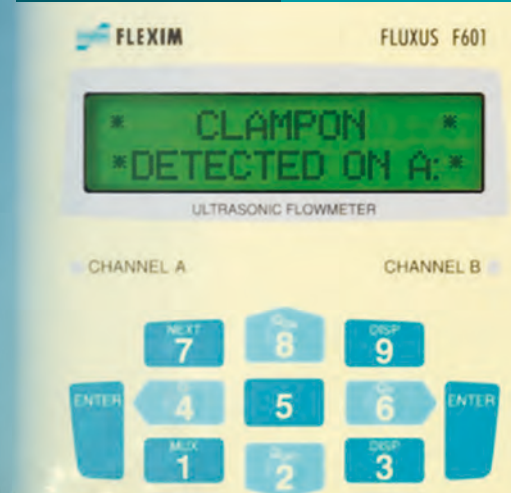 FLEXIM FLUXUS F601
* CLAMPON *
*DETECTED ON A:*
ULTRASONIC FLOWMETER
CHANNEL A CHANNEL B
NEXT DISP
7 8 9
ENTER 4 5 6 ENTER
MUX DISP
1 2 3